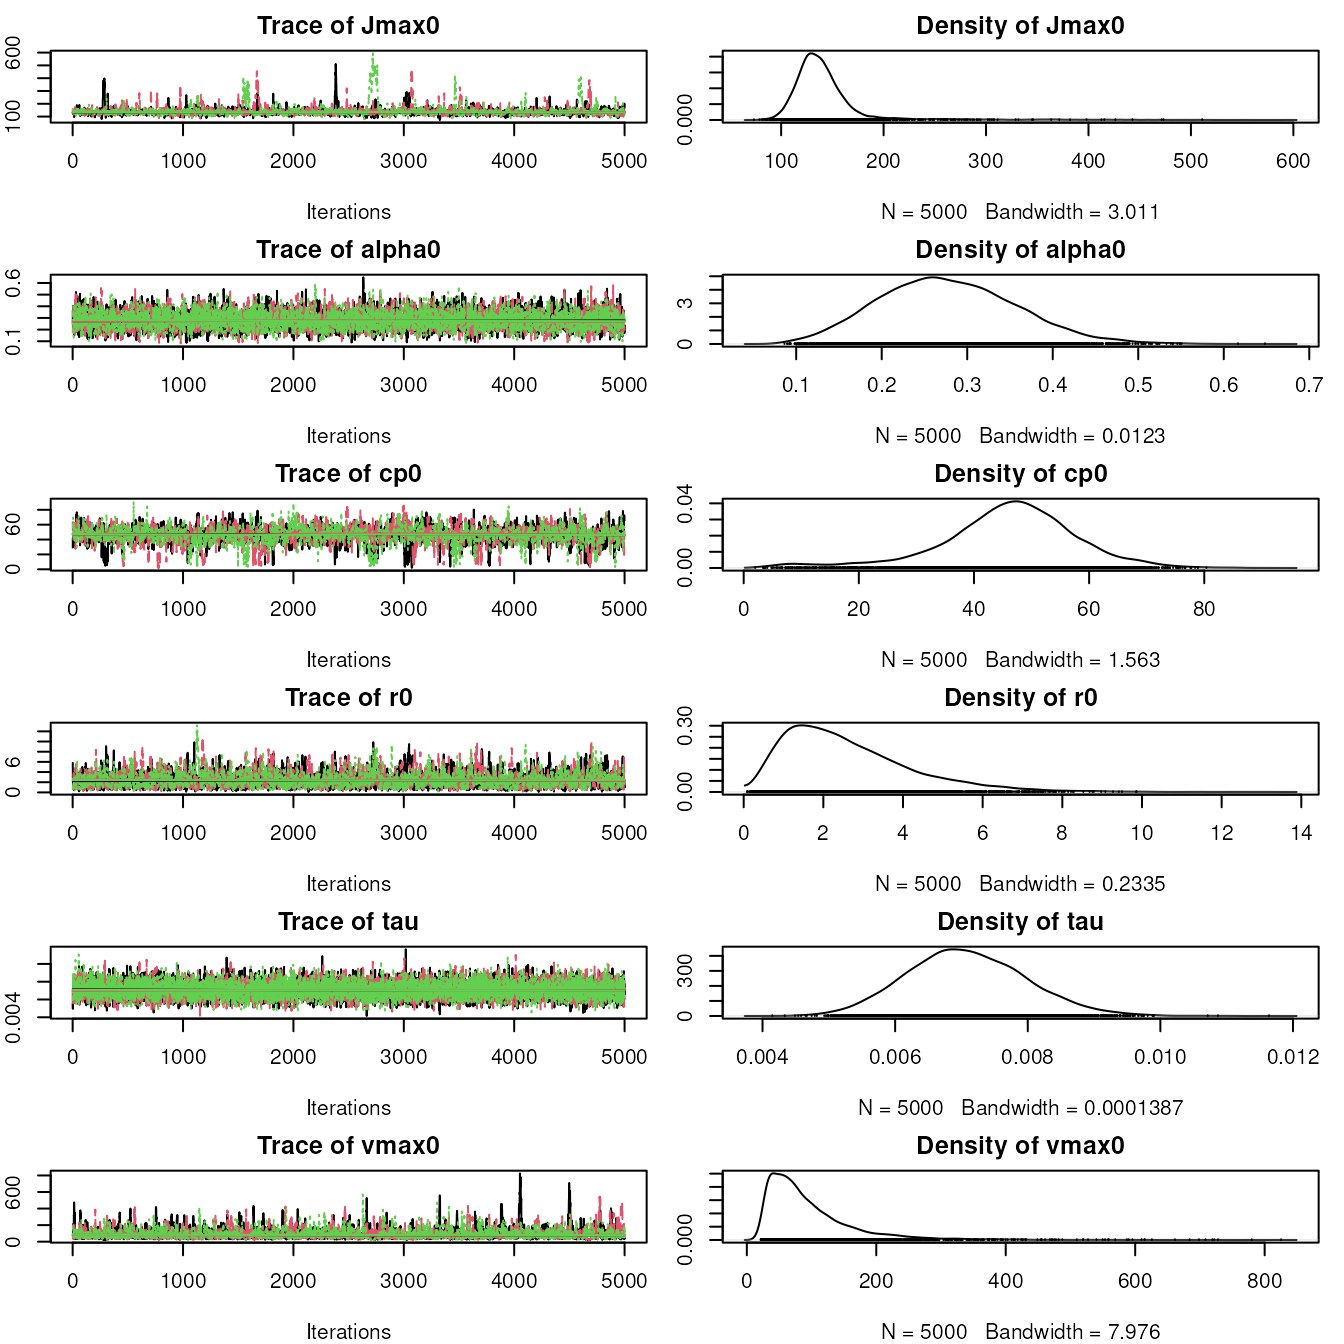 Trace of Jmax0
100 600
0 1000 2000 3000 4000 5000
Iterations
Density of Jmax0
0.000
100 200 300 400 500 600
N = 5000 Bandwidth = 3.011
Trace of alpha0
0.1 0.6
0 1000 2000 3000 4000 5000
Iterations
Density of alpha0
0 3
0.1 0.2 0.3 0.4 0.5 0.6 0.7
N = 5000 Bandwidth = 0.0123
Trace of cp0
0 60
0 1000 2000 3000 4000 5000
Iterations
Density of cp0
0.00 0.04
0 20 40 60 80
N = 5000 Bandwidth = 1.563
Trace of r0
0 6
0 1000 2000 3000 4000 5000
Iterations
Density of r0
0.00 0.30
0 2 4 6 8 10 12 14
N = 5000 Bandwidth = 0.2335
Trace of tau
0.004
0 1000 2000 3000 4000 5000
Iterations
Density of tau
0 300
0.004 0.006 0.008 0.010 0.012
N = 5000 Bandwidth = 0.0001387
Trace of vmax0
0 600
0 1000 2000 3000 4000 5000
Iterations
Density of vmax0
0.000
0 200 400 600 800
N = 5000 Bandwidth = 7.976